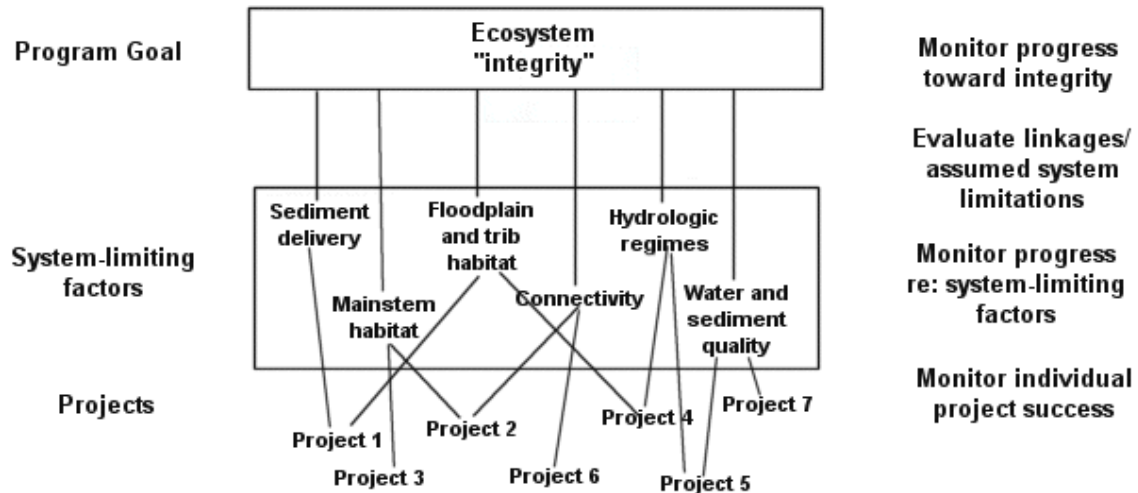 Program Goal
Ecosystem
"integrity"
Monitor progress
toward integrity
Evaluate linkages/
assumed system
limitations
System-limiting
factors
Sediment
delivery
Floodplain
and trib
habitat
Hydrologic
regimes
Mainstem
habitat
Connectivity
Water and
sediment
quality
Monitor progress
re: system-limiting
factors
Projects
Project 1
Project 2
Project 3
Project 4
Project 5
Project 6
Project 7
Monitor individual
project success